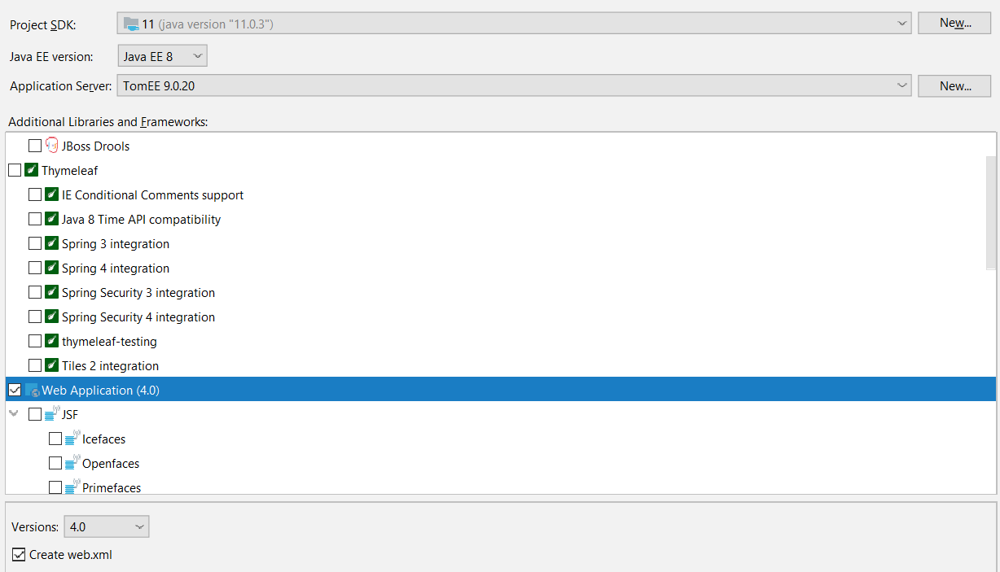 Project SDK: 11 (java version "11.0.3") New...
Java EE version: Java EE 8
Application Server: TomEE 9.0.20 New...
Additional Libraries and Frameworks:
JBoss Drools
Thymeleaf
IE Conditional Comments support
Java 8 Time API compatibility
Spring 3 integration
Spring 4 integration
Spring Security 3 integration
Spring Security 4 integration
thymeleaf-testing
Tiles 2 integration
Web Application (4.0)
JSF
Icefaces
Openfaces
Primefaces
Versions: 4.0
Create web.xml